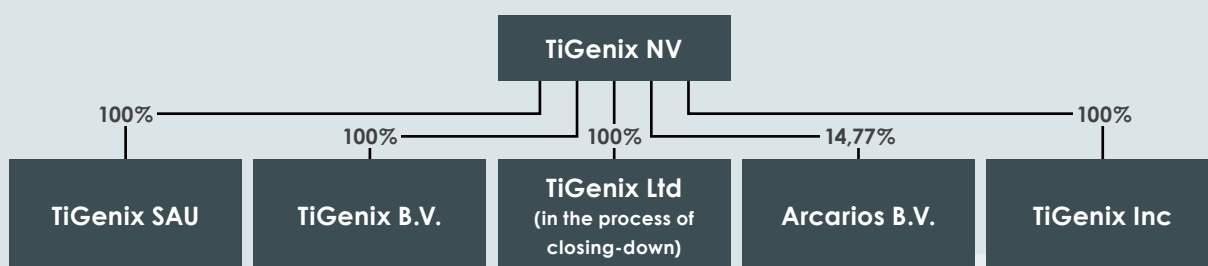 TiGenix NV
100%
100%
100%
100%
14,77%
TiGenix SAU
TiGenix B.V.
TiGenix Ltd
(in the process of
closing-down)
Arcarios B.V.
TiGenix Inc